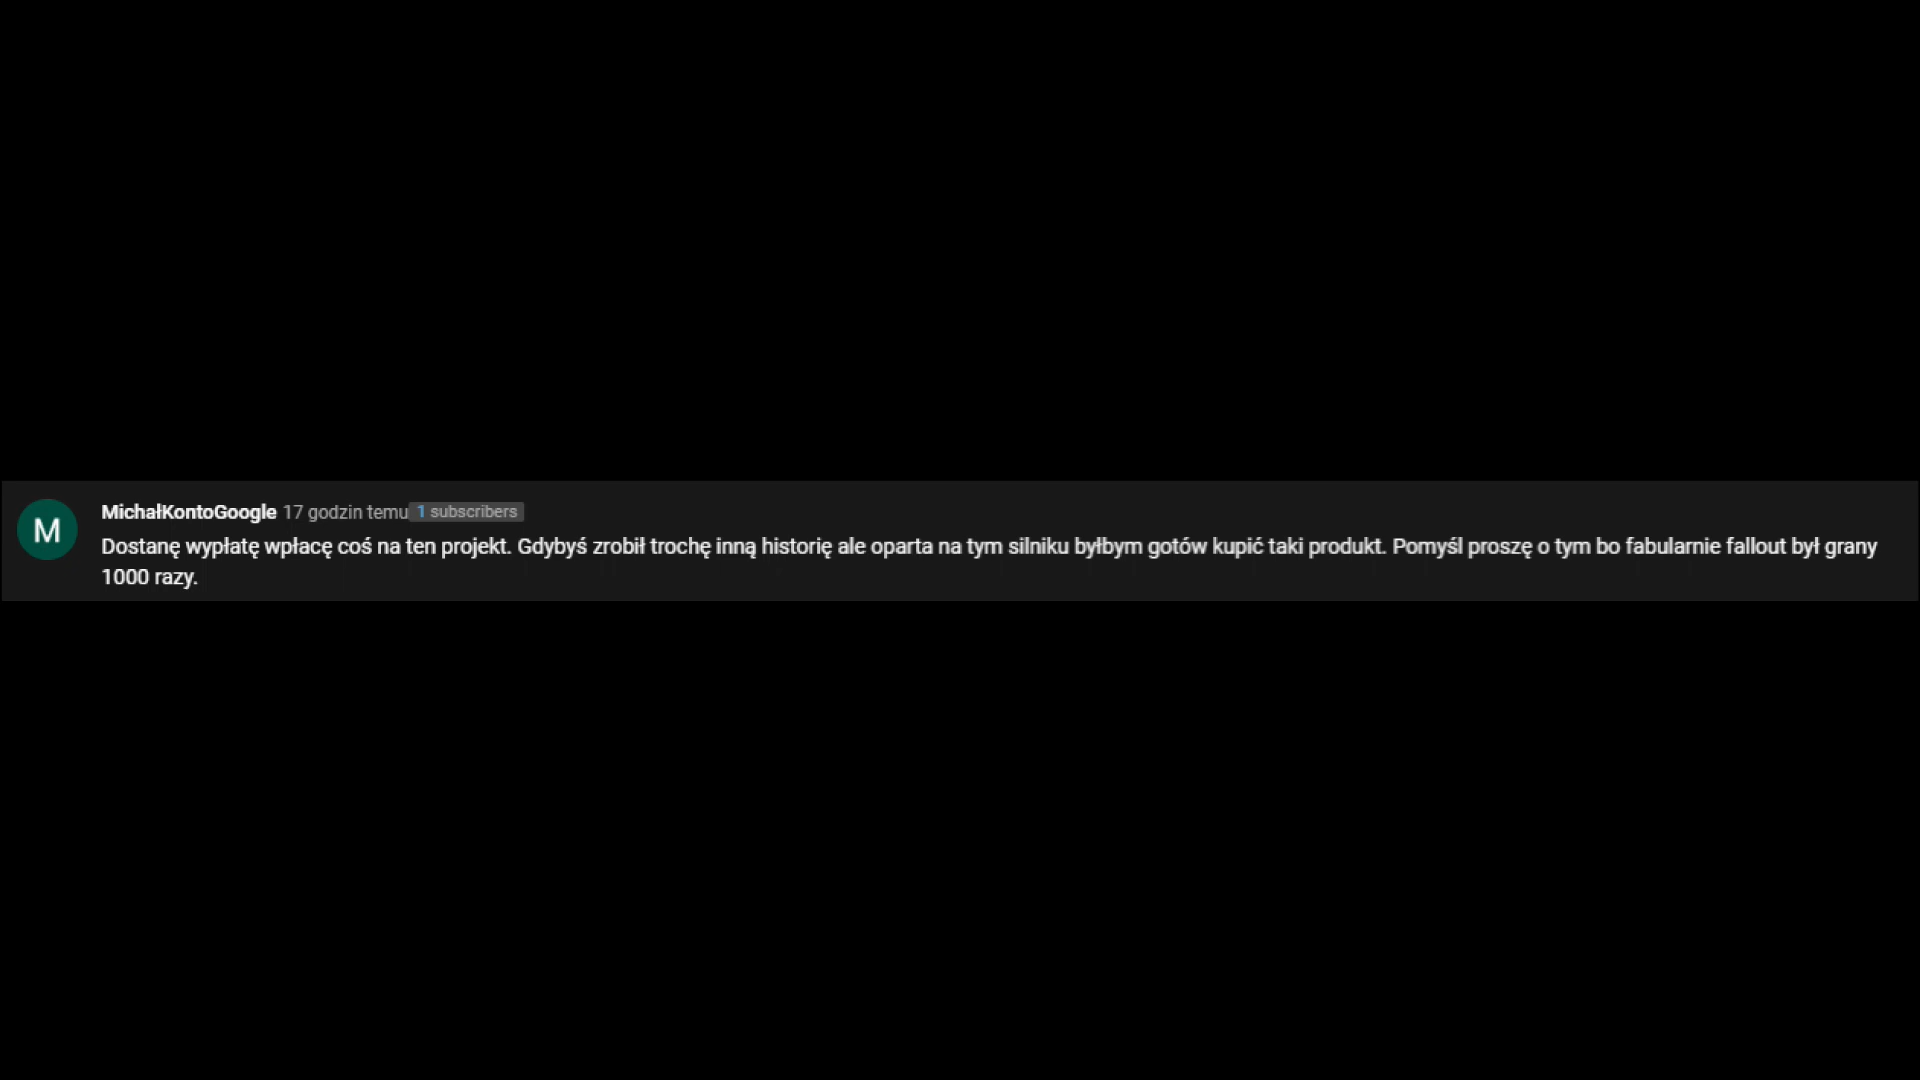 M
MichałKontoGoogle 17 godzin temu 1 subscribers
Dostanę wypłatę wpłacę coś na ten projekt. Gdybyś zrobił trochę inną historię ale oparta na tym silniku byłbym gotów kupić taki produkt. Pomyśl proszę o tym bo fabularnie fallout był grany
1000 razy.